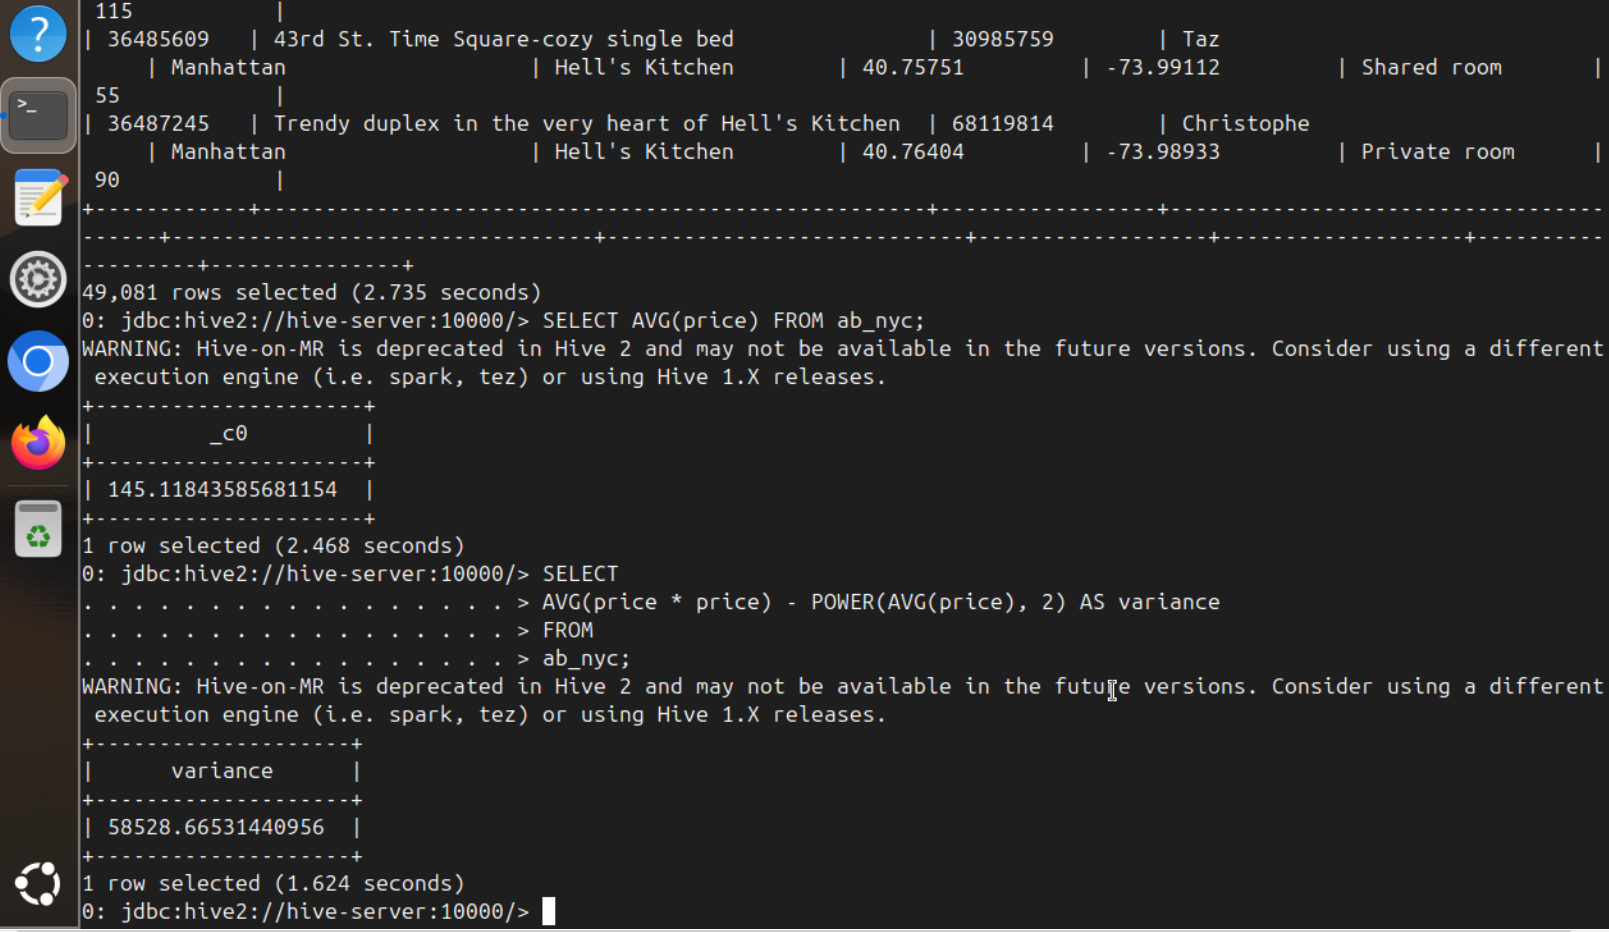 ?
>_
115 |
| 36485609 | 43rd St. Time Square-cozy single bed | 30985759 | Taz
| Manhattan | Hell's Kitchen | 40.75751 | -73.99112 | Shared room |
55 |
| 36487245 | Trendy duplex in the very heart of Hell's Kitchen | 68119814 | Christophe
| Manhattan | Hell's Kitchen | 40.76404 | -73.98933 | Private room |
90 |
+------------+----------------------------------------------------+-----------------+----------------------------------
------+---------------------------------+----------------------------+------------------+-------------------+----------
---------+---------------+
49,081 rows selected (2.735 seconds)
0: jdbc:hive2://hive-server:10000/> SELECT AVG(price) FROM ab_nyc;
WARNING: Hive-on-MR is deprecated in Hive 2 and may not be available in the future versions. Consider using a different
execution engine (i.e. spark, tez) or using Hive 1.X releases.
+---------------------+
| _c0 |
+---------------------+
| 145.11843585681154 |
+---------------------+
1 row selected (2.468 seconds)
0: jdbc:hive2://hive-server:10000/> SELECT
. . . . . . . . . . . . . . . . . > AVG(price * price) - POWER(AVG(price), 2) AS variance
. . . . . . . . . . . . . . . . . > FROM
. . . . . . . . . . . . . . . . . > ab_nyc;
WARNING: Hive-on-MR is deprecated in Hive 2 and may not be available in the future versions. Consider using a different
execution engine (i.e. spark, tez) or using Hive 1.X releases.
+--------------------+
| variance |
+--------------------+
| 58528.66531440956 |
+--------------------+
1 row selected (1.624 seconds)
0: jdbc:hive2://hive-server:10000/>